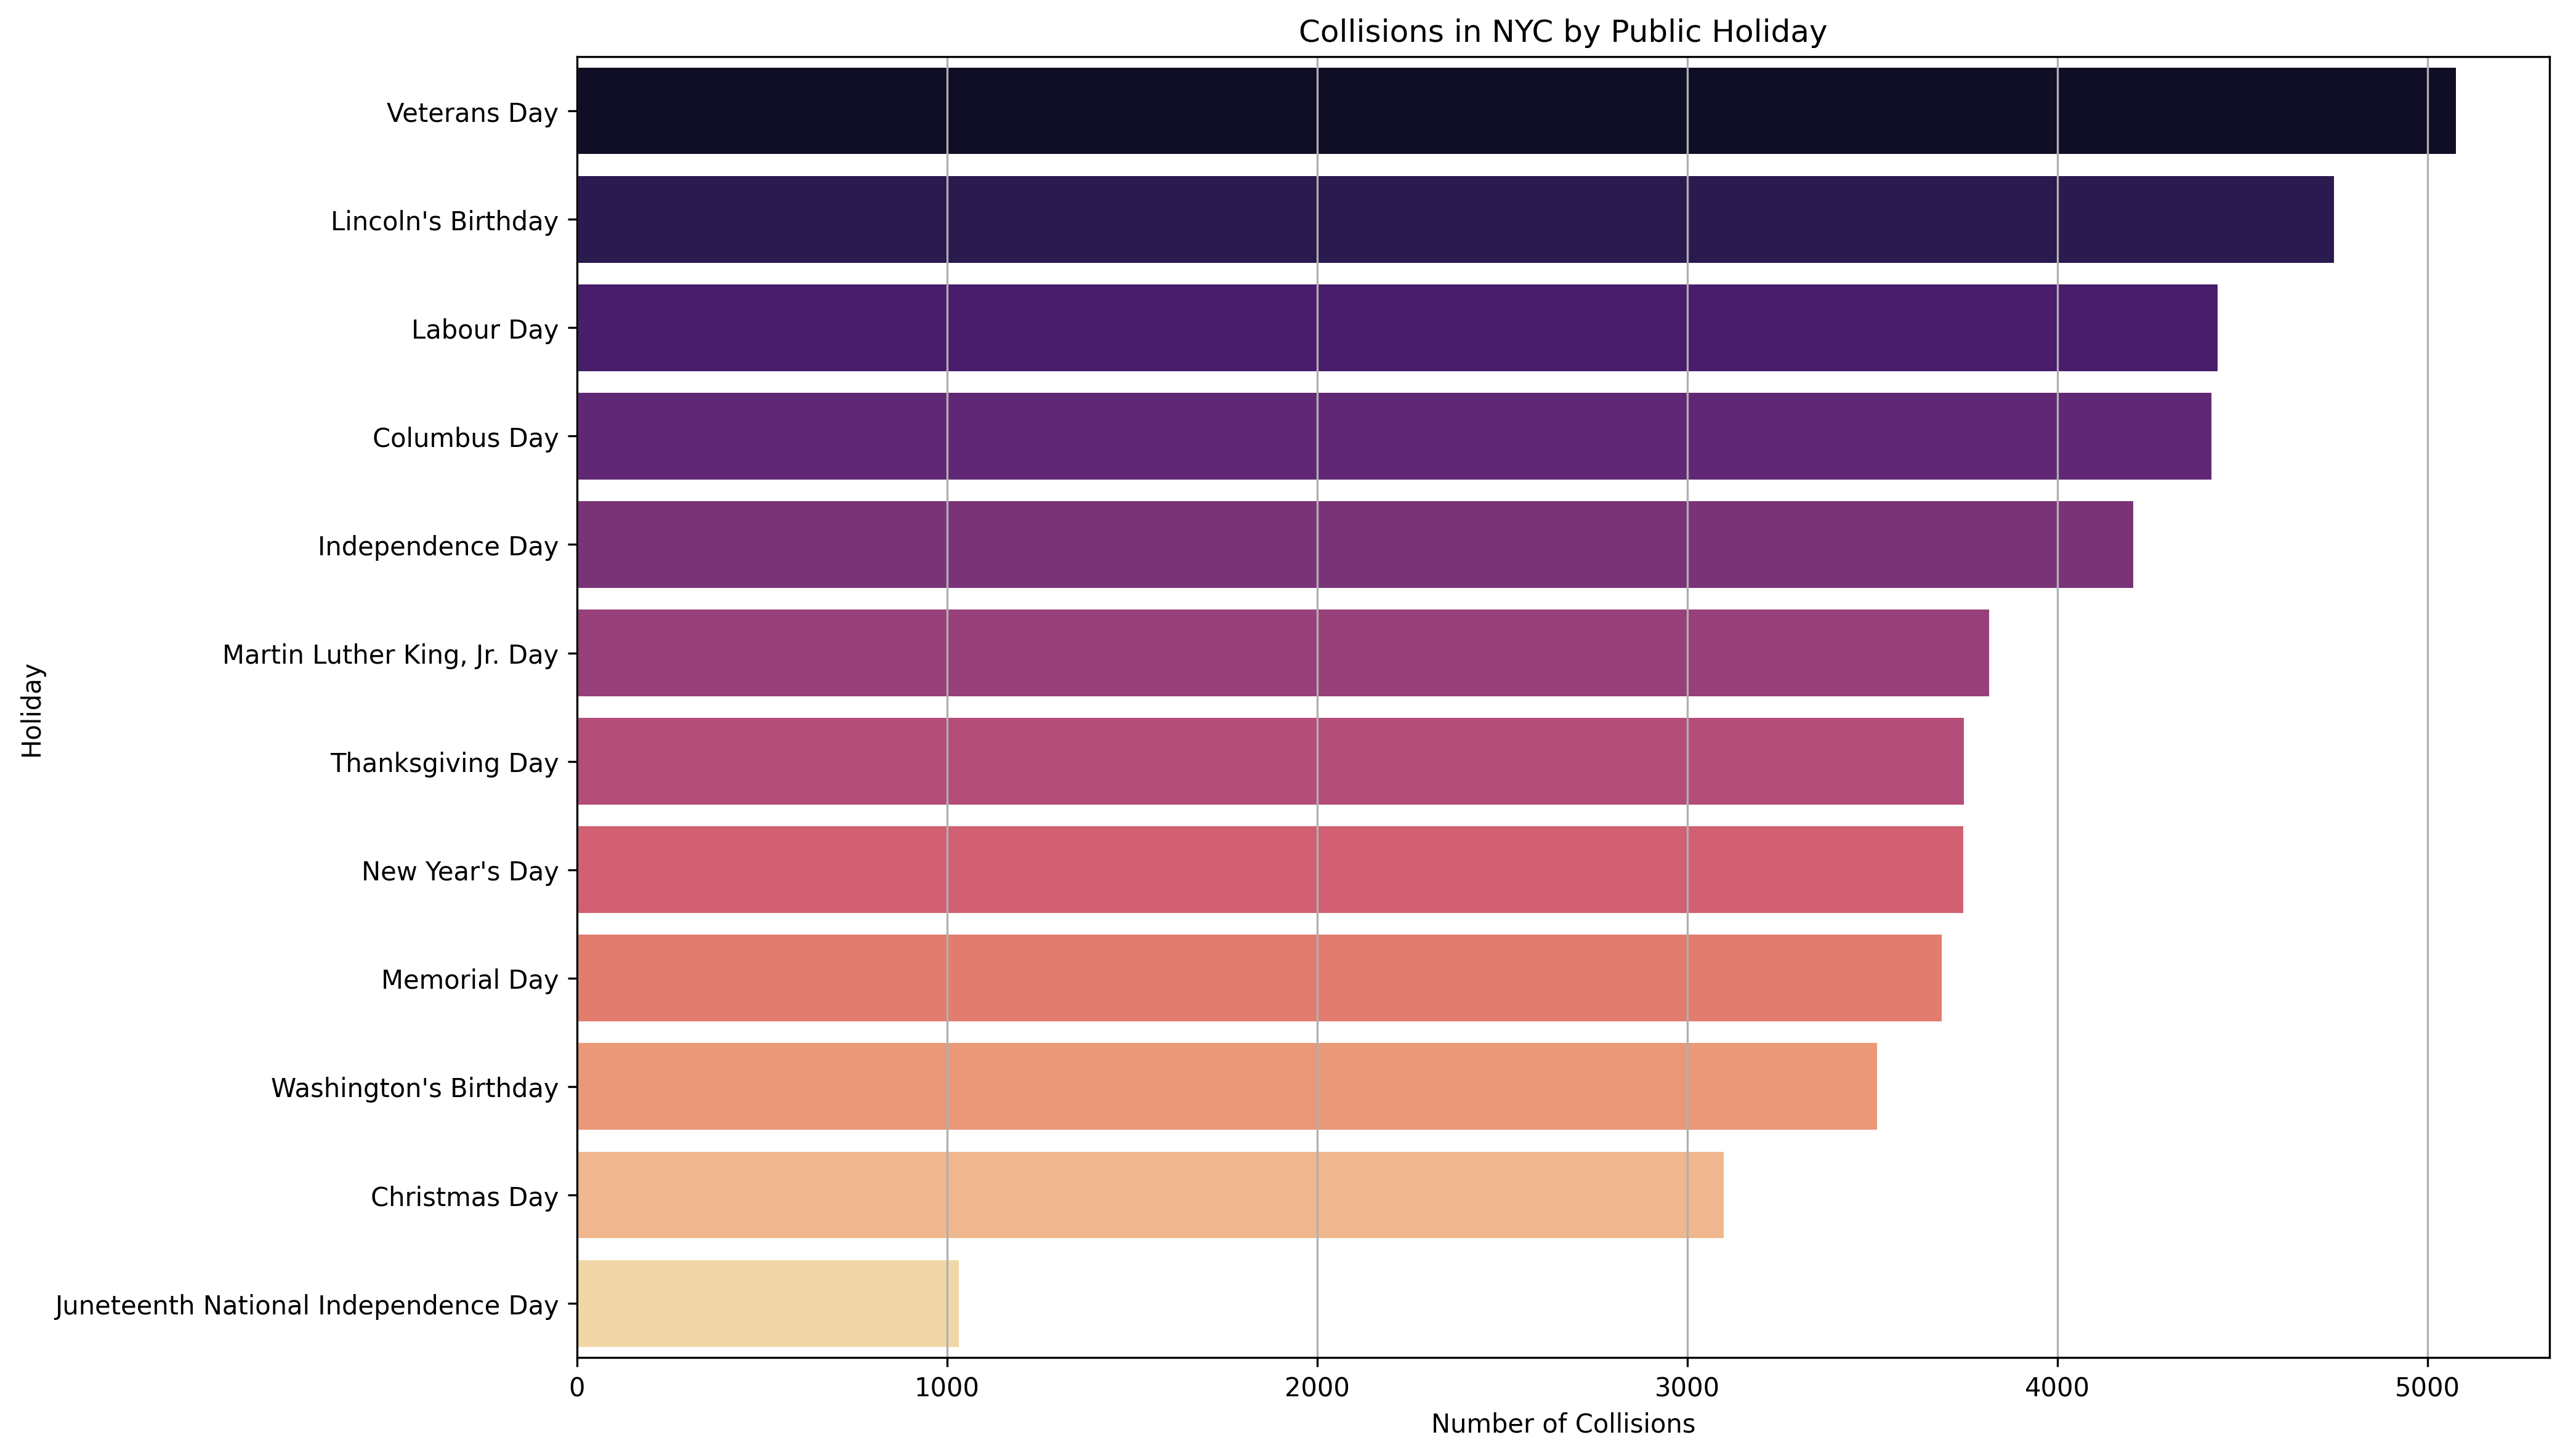 Collisions in NYC by Public Holiday
Holiday
Veterans Day
Lincoln's Birthday
Labour Day
Columbus Day
Independence Day
Martin Luther King, Jr. Day
Thanksgiving Day
New Year's Day
Memorial Day
Washington's Birthday
Christmas Day
Juneteenth National Independence Day
0 1000 2000 3000 4000 5000
Number of Collisions